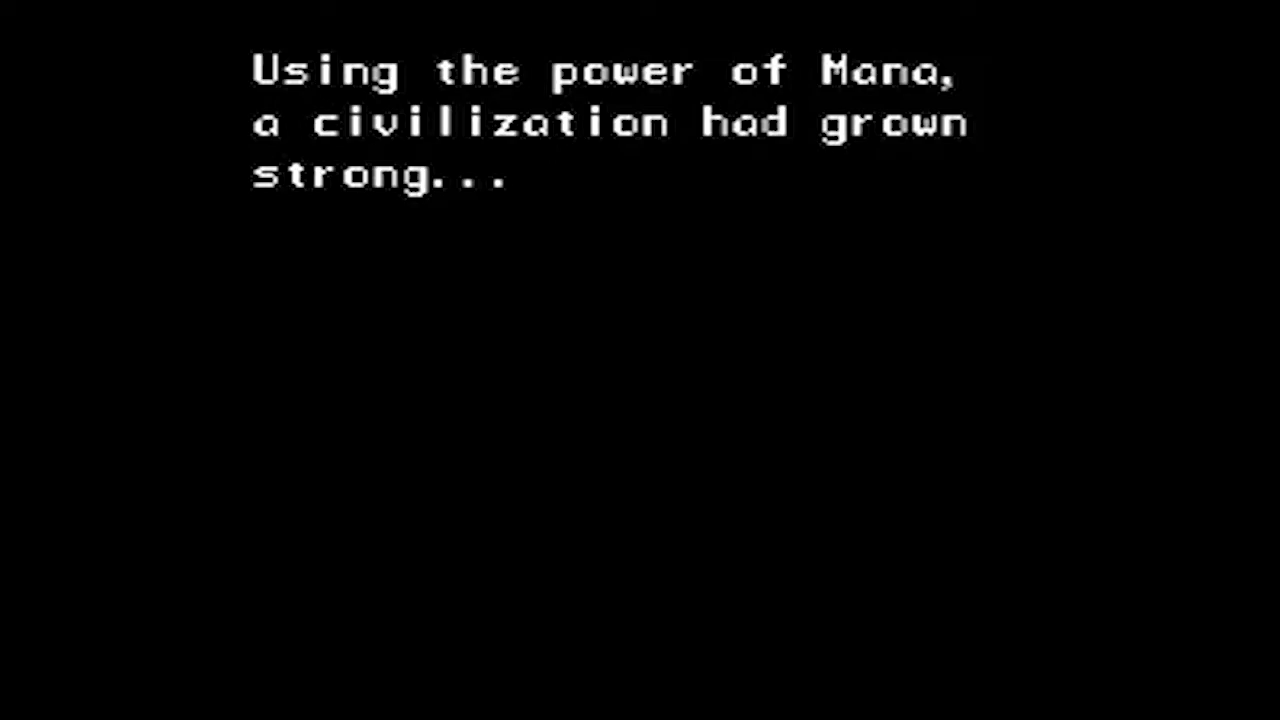 Using the power of Mana,
a civilization had grown
strong...